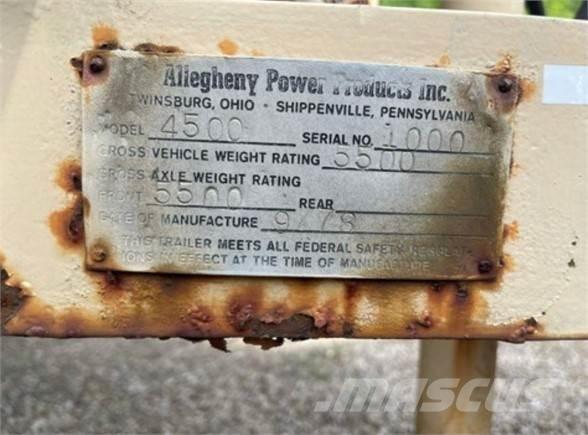 Allegheny Power Products Inc.
TWINSBURG, OHIO • SHIPPENVILLE, PENNSYLVANIA
MODEL 4500 SERIAL NO. 1000
GROSS VEHICLE WEIGHT RATING 5500
GROSS AXLE WEIGHT RATING
FRONT 5500 REAR
DATE OF MANUFACTURE 9/78
THIS TRAILER MEETS ALL FEDERAL SAFETY REGULAT-
IONS IN EFFECT AT THE TIME OF MANUFACTURE
MASCUS